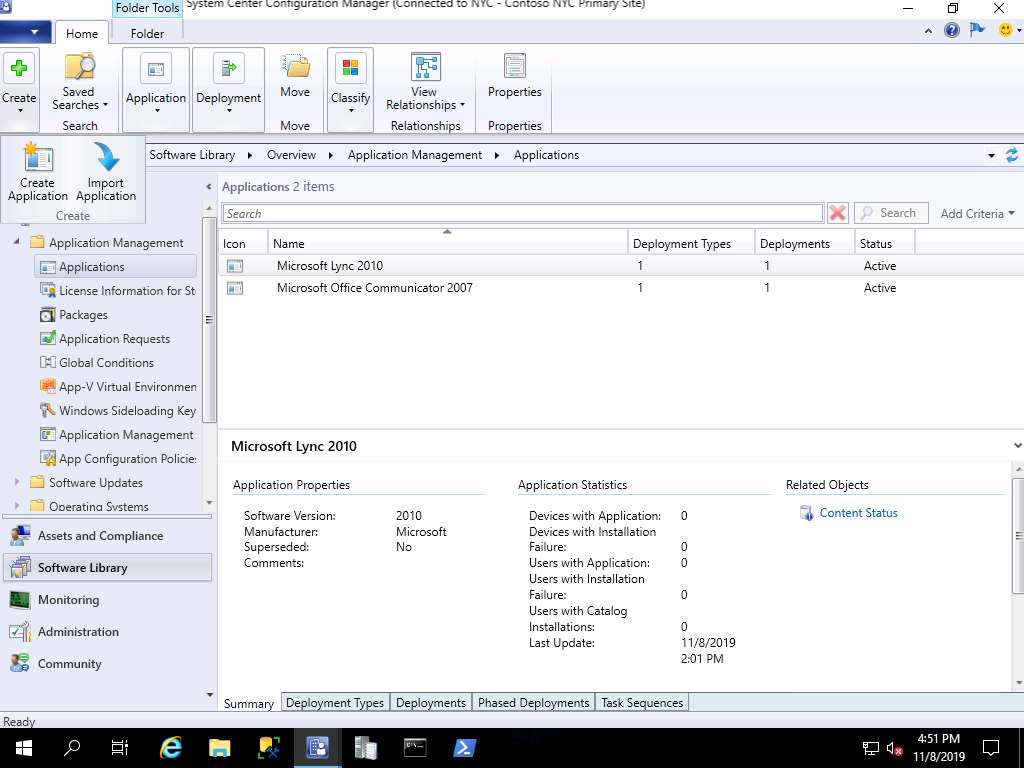 Folder Tools
System Center Configuration Manager (Connected to NYC - Contoso NYC Primary Site)
Home
Folder
Create
Saved Searches
Application
Deployment
Move
Classify
View Relationships
Properties
Search
Move
Relationships
Properties
Create Application
Import Application
Create
Software Library
Overview
Application Management
Applications
Applications 2 items
Search
Search
Add Criteria
Application Management
Applications
License Information for St
Packages
Application Requests
Global Conditions
App-V Virtual Environmen
Windows Sideloading Key
Application Management
App Configuration Policies
Software Updates
Operating Systems
Assets and Compliance
Software Library
Monitoring
Administration
Community
Icon Name Deployment Types Deployments Status
Microsoft Lync 2010 1 1 Active
Microsoft Office Communicator 2007 1 1 Active
Microsoft Lync 2010
Application Properties
Software Version: 2010
Manufacturer: Microsoft
Superseded: No
Comments:
Application Statistics
Devices with Application: 0
Devices with Installation
Failure: 0
Users with Application: 0
Users with Installation
Failure: 0
Users with Catalog
Installations: 0
Last Update: 11/8/2019
2:01 PM
Related Objects
Content Status
Summary Deployment Types Deployments Phased Deployments Task Sequences
Ready
4:51 PM
11/8/2019